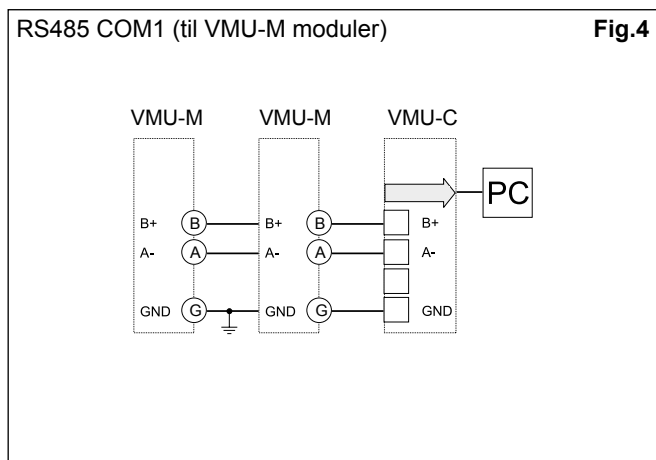 RS485 COM1 (til VMU-M moduler) Fig.4
VMU-M VMU-M VMU-C
PC
B+ B B+ B B+
A- A A- A A-
GND G GND G GND